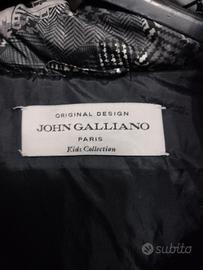 ORIGINAL DESIGN
JOHN GALLIANO
PARIS
Kids Collection
subito